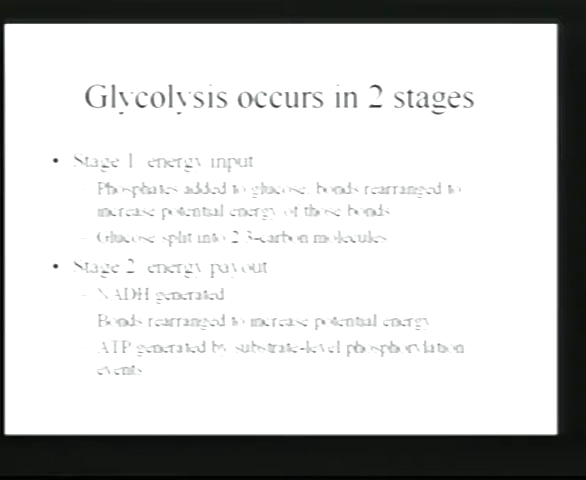 Glycolysis occurs in 2 stages
• Stage 1 energy input
– Phosphates added to glucose, bonds rearranged to
increase potential energy of those bonds
– Glucose split into 2 3-carbon molecules
• Stage 2 energy payout
– NADH generated
Bonds rearranged to increase potential energy
ATP generated by substrate-level phosphorylation
events